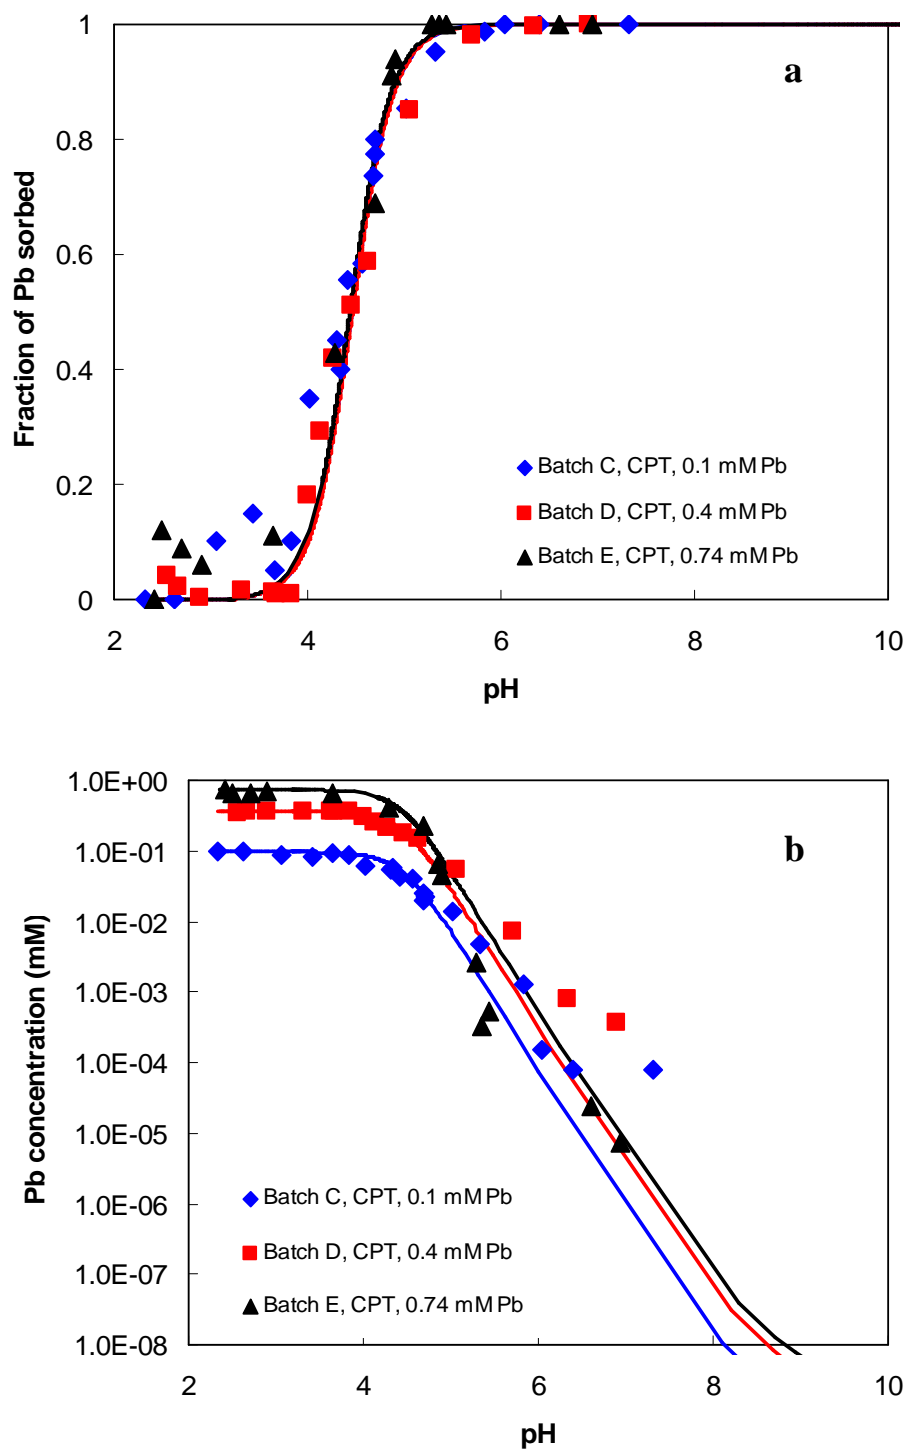 1
a
0.8
0.6
Fraction of Pb sorbed
0.4
Batch C, CPT, 0.1 mM Pb
Batch D, CPT, 0.4 mM Pb
0.2
Batch E, CPT, 0.74 mM Pb
0
2 4 6 8 10
pH
1.0E+00
b
1.0E-01
1.0E-02
Pb concentration (mM)
1.0E-03
1.0E-04
1.0E-05
Batch C, CPT, 0.1 mM Pb
1.0E-06
Batch D, CPT, 0.4 mM Pb
1.0E-07
Batch E, CPT, 0.74 mM Pb
1.0E-08
2 4 6 8 10
pH